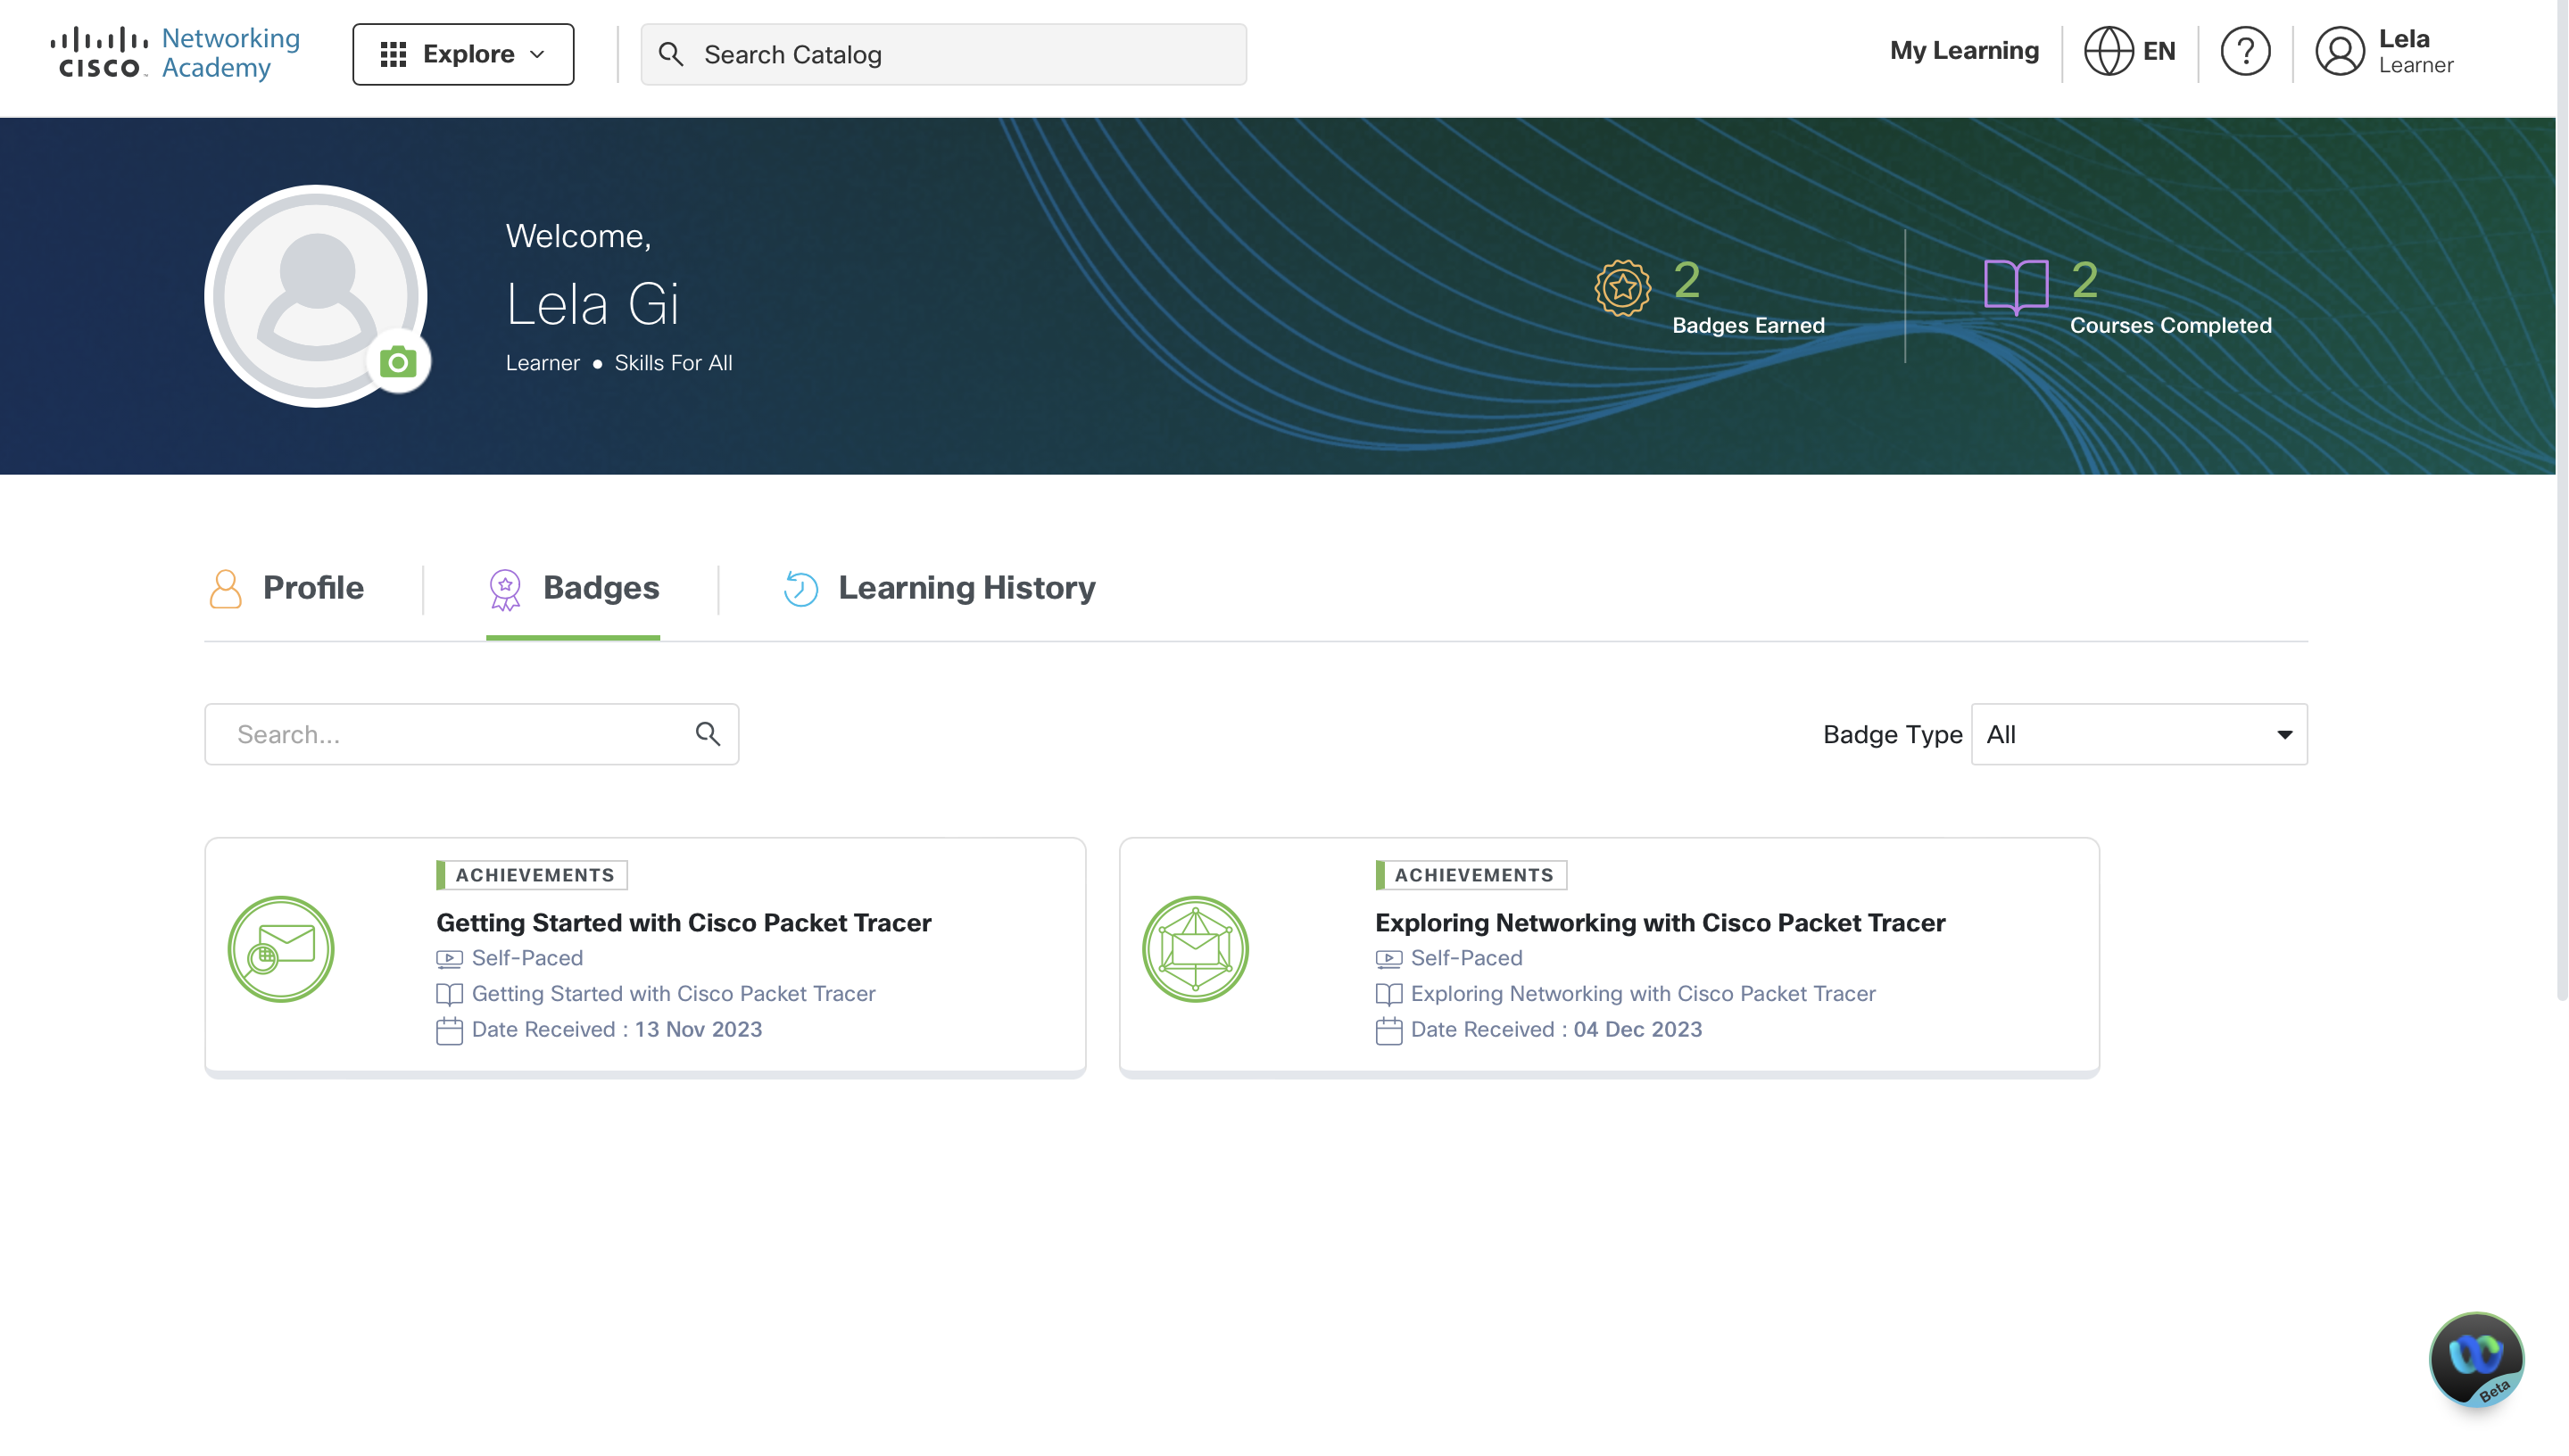 CISCO
Networking
Academy
Explore
Search Catalog
My Learning
EN
?
Lela
Learner
Welcome,
Lela Gi
Learner ● Skills For All
2
Badges Earned
2
Courses Completed
Profile
Badges
Learning History
Search...
Badge Type
All
ACHIEVEMENTS
Getting Started with Cisco Packet Tracer
Self-Paced
Getting Started with Cisco Packet Tracer
Date Received : 13 Nov 2023
ACHIEVEMENTS
Exploring Networking with Cisco Packet Tracer
Self-Paced
Exploring Networking with Cisco Packet Tracer
Date Received : 04 Dec 2023
Beta